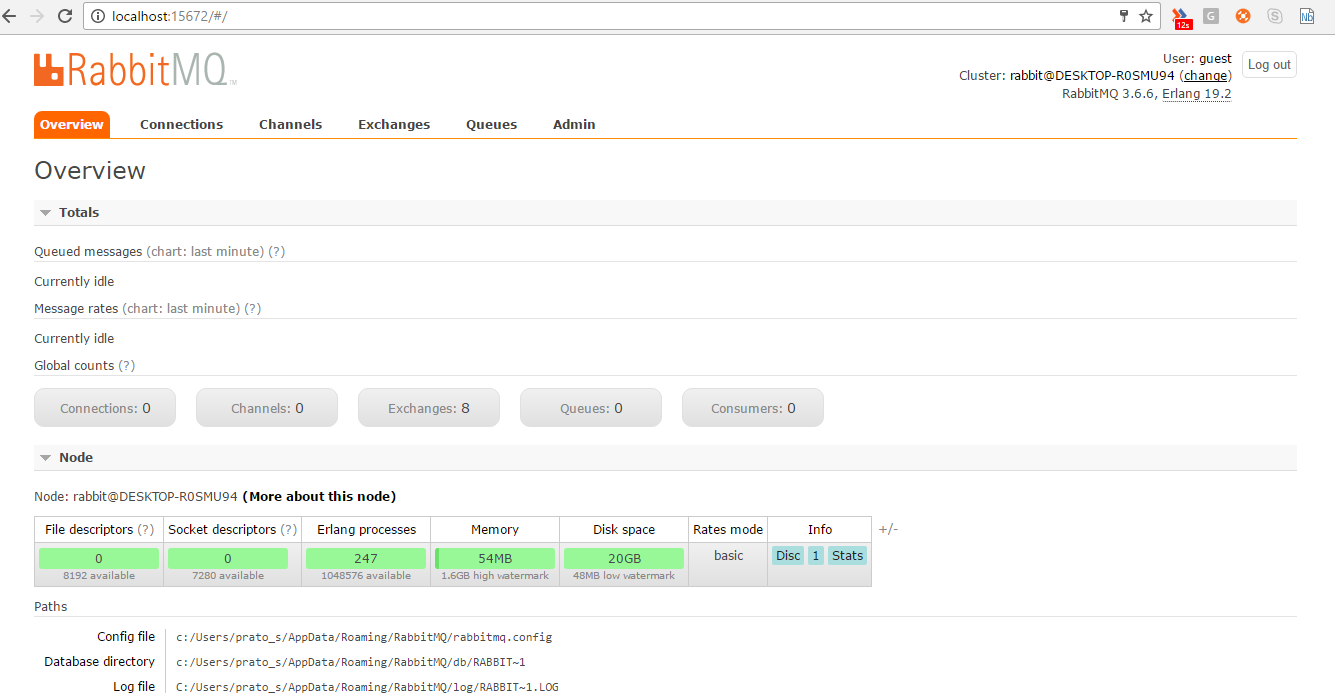 localhost:15672/#/
12s
G
S
Nb
RabbitMQ™
User: guest
Log out
Cluster: rabbit@DESKTOP-R0SMU94 (change)
RabbitMQ 3.6.6, Erlang 19.2
Overview Connections Channels Exchanges Queues Admin
Overview
Totals
Queued messages (chart: last minute) (?)
Currently idle
Message rates (chart: last minute) (?)
Currently idle
Global counts (?)
Connections: 0 Channels: 0 Exchanges: 8 Queues: 0 Consumers: 0
Node
Node: rabbit@DESKTOP-R0SMU94 (More about this node)
File descriptors (?) Socket descriptors (?) Erlang processes Memory Disk space Rates mode Info +/-
0 0 247 54MB 20GB basic Disc 1 Stats
8192 available 7280 available 1048576 available 1.6GB high watermark 48MB low watermark
Paths
Config file c:/Users/prato_s/AppData/Roaming/RabbitMQ/rabbitmq.config
Database directory c:/Users/prato_s/AppData/Roaming/RabbitMQ/db/RABBIT~1
Log file C:/Users/prato_s/AppData/Roaming/RabbitMQ/log/RABBIT~1.LOG